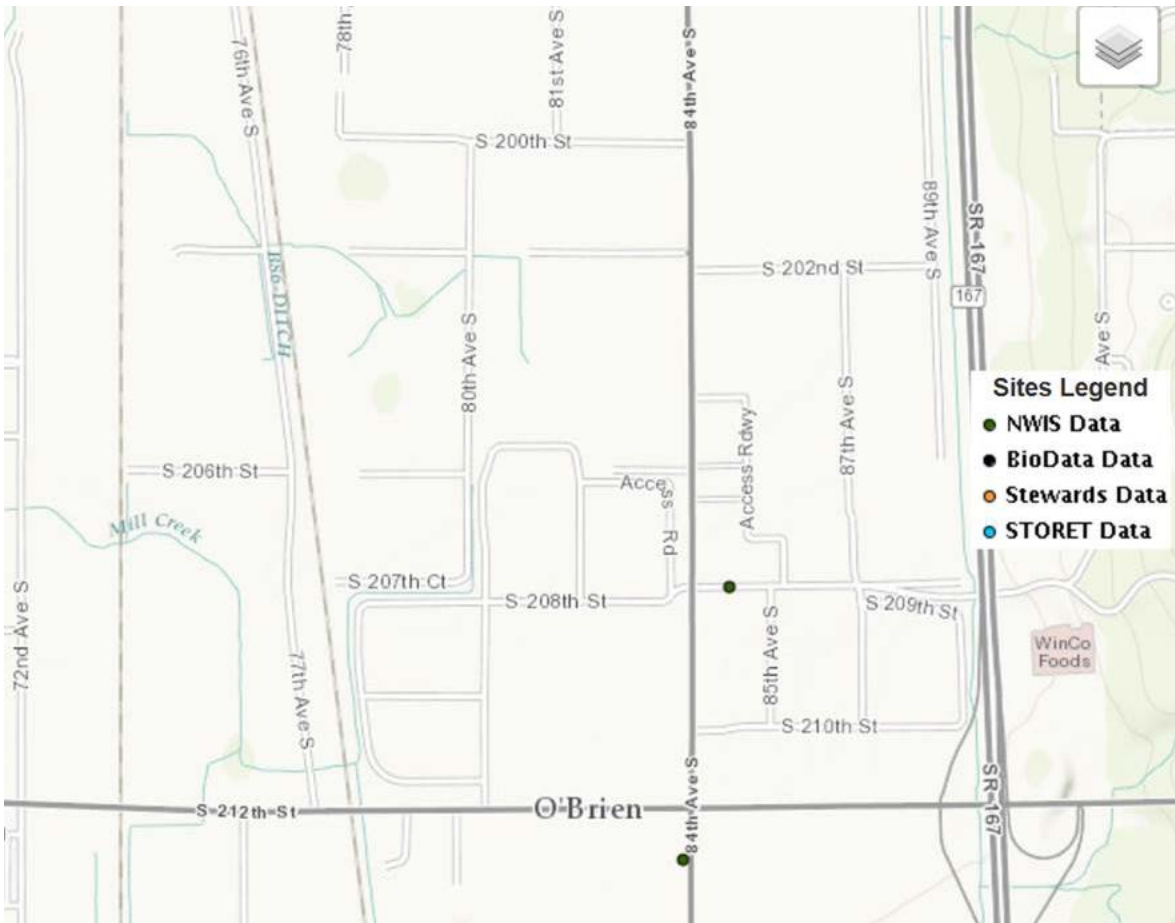 76th Ave S
78th
81st Ave S
84th Ave S
S 200th St
89th Ave S
SR-167
S 202nd St
167
B56 DITCH
80th Ave S
Ave S
Sites Legend
NWIS Data
BioData Data
Stewards Data
STORET Data
87th Ave S
Access Rdwy
S 206th St
Access Rd
Mill Creek
S 207th Ct
S 208th St
S 209th St
72nd Ave S
85th Ave S
WinCo
Foods
77th Ave S
S 210th St
84th Ave S
SR-167
S-212th-St
O'Brien